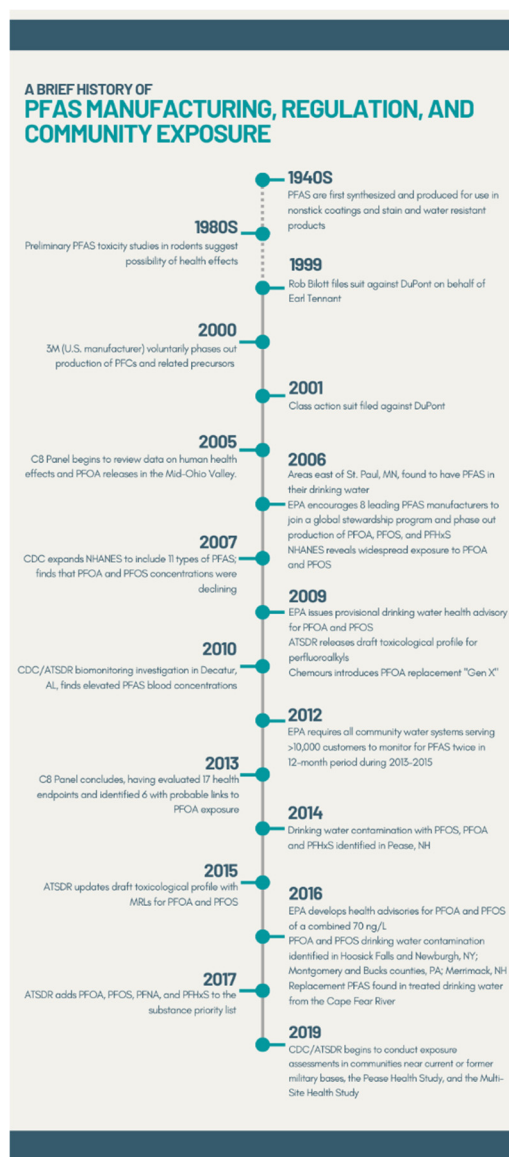 A BRIEF HISTORY OF
PFAS MANUFACTURING, REGULATION, AND
COMMUNITY EXPOSURE
1940S
PFAS are first synthesized and produced for use in
nonstick coatings and stain and water resistant
products
1980S
Preliminary PFAS toxicity studies in rodents suggest
possibility of health effects
1999
Rob Bilott files suit against DuPont on behalf of
Earl Tennant
2000
3M (U.S. manufacturer) voluntarily phases out
production of PFCs and related precursors
2001
Class action suit filed against DuPont
2005
C8 Panel begins to review data on human health
effects and PFOA releases in the Mid-Ohio Valley.
2006
Areas east of St. Paul, MN, found to have PFAS in
their drinking water
EPA encourages 8 leading PFAS manufacturers to
join a global stewardship program and phase out
production of PFOA, PFOS, and PFHxS
NHANES reveals widespread exposure to PFOA
and PFOS
2007
CDC expands NHANES to include 11 types of PFAS;
finds that PFOA and PFOS concentrations were
declining
2009
EPA issues provisional drinking water health advisory
for PFOA and PFOS
ATSDR releases draft toxicological profile for
perfluoroalkyls
Chemours introduces PFOA replacement "Gen X"
2010
CDC/ATSDR biomonitoring investigation in Decatur,
AL, finds elevated PFAS blood concentrations
2012
EPA requires all community water systems serving
>10,000 customers to monitor for PFAS twice in
12-month period during 2013-2015
2013
C8 Panel concludes, having evaluated 17 health
endpoints and identified 6 with probable links to
PFOA exposure
2014
Drinking water contamination with PFOS, PFOA
and PFHxS identified in Pease, NH
2015
ATSDR updates draft toxicological profile with
MRLs for PFOA and PFOS
2016
EPA develops health advisories for PFOA and PFOS
of a combined 70 ng/L
PFOA and PFOS drinking water contamination
identified in Hoosick Falls and Newburgh, NY;
Montgomery and Bucks counties, PA; Merrimack, NH
Replacement PFAS found in treated drinking water
from the Cape Fear River
2017
ATSDR adds PFOA, PFOS, PFNA, and PFHxS to the
substance priority list
2019
CDC/ATSDR begins to conduct exposure
assessments in communities near current or former
military bases, the Pease Health Study, and the Multi-
Site Health Study